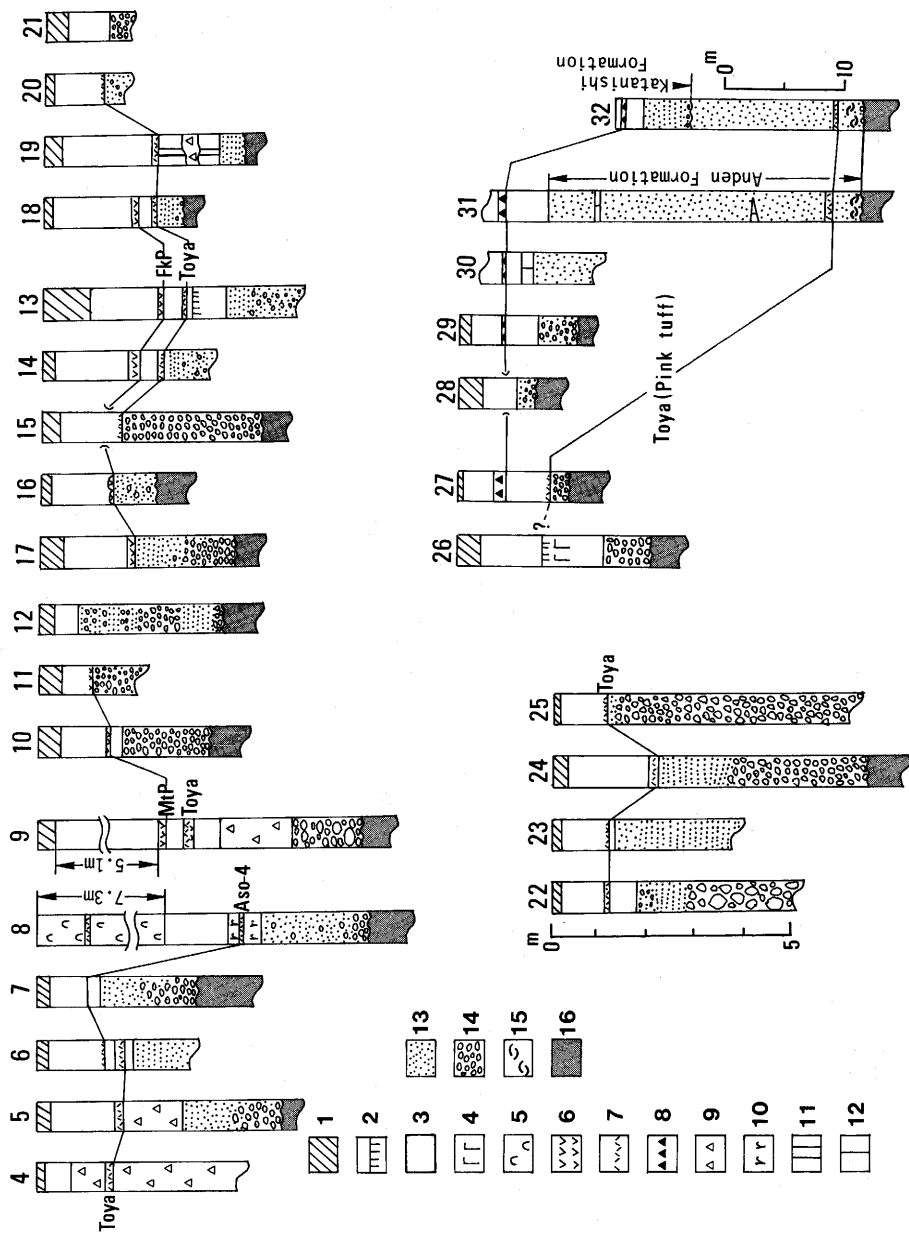 4 5 6 7 8 9 10 11 12 17 16 15 14 13 18 19 20 21
Toya
7.3m
Aso-4
5.1m
MtP
Toya
FkP
Toya
22 23 24 25
m
0
5
Toya
26 27 28 29 30 31 32
?
Toya (Pink tuff)
Anden Formation
Katanishi
Formation
m
0
10
1
2
3
4
5
6
7
8
9
10
11
12
13
14
15
16